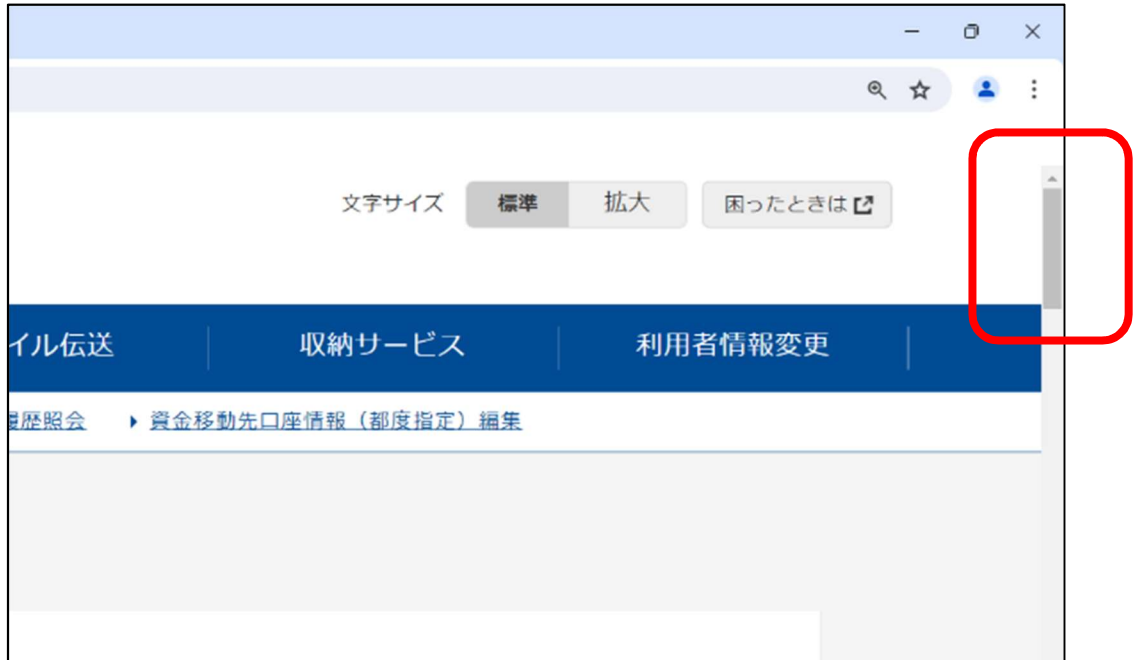 文字サイズ 標準 拡大 困ったときは
イル伝送 収納サービス 利用者情報変更
歴照会 資金移動先口座情報（都度指定）編集